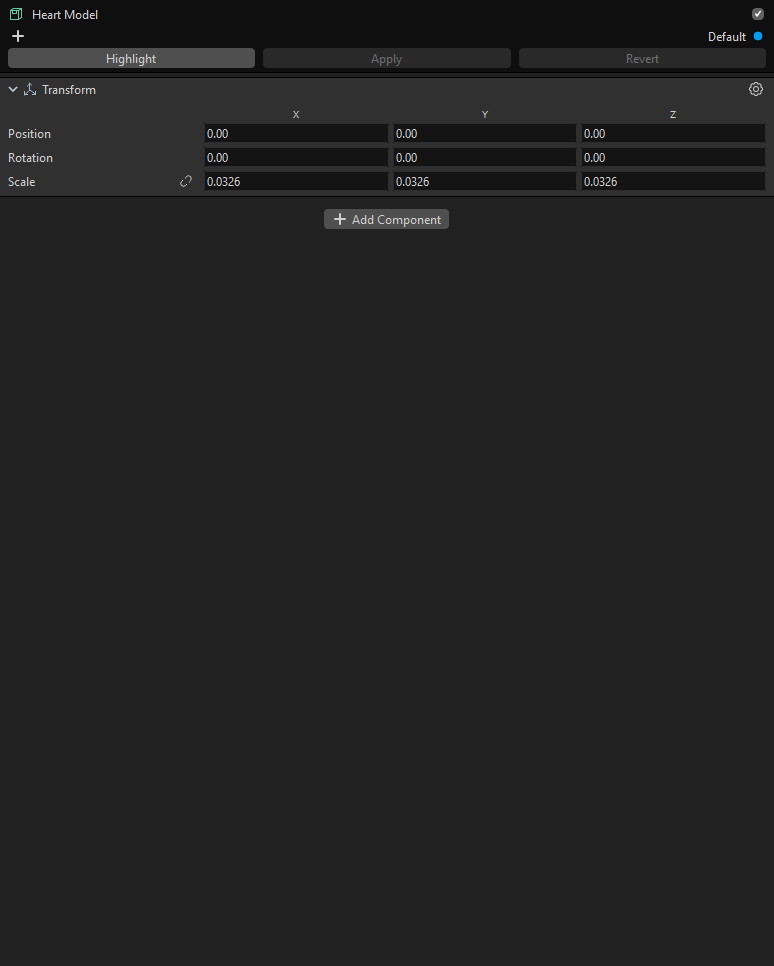 Heart Model
Default
Highlight Apply Revert
Transform
X Y Z
Position 0.00 0.00 0.00
Rotation 0.00 0.00 0.00
Scale 0.0326 0.0326 0.0326
Add Component